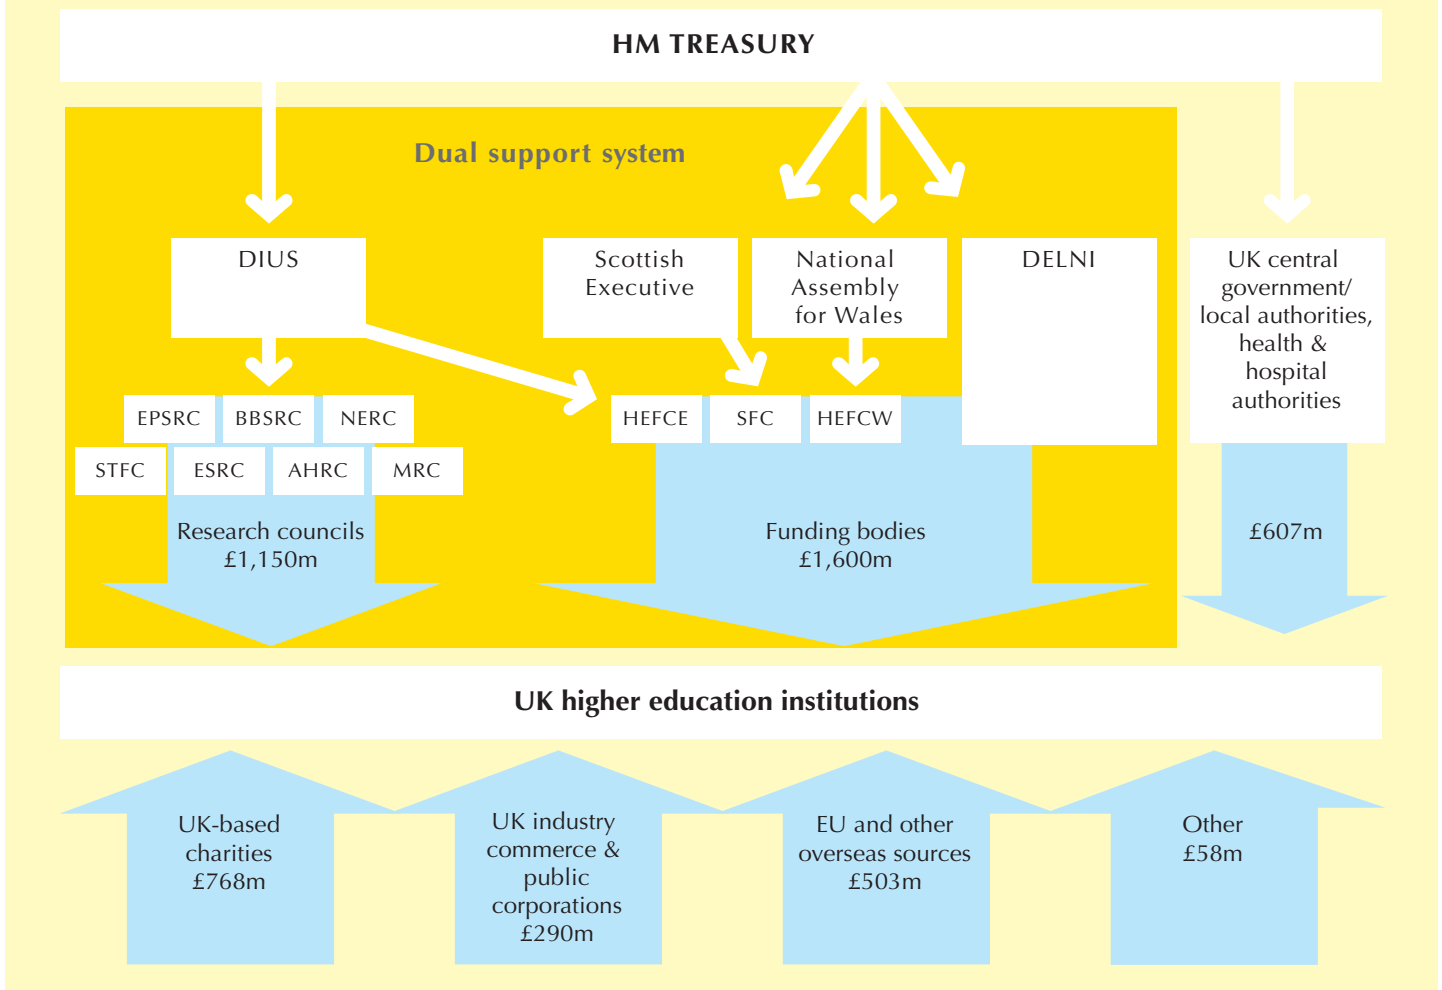 HM TREASURY
Dual support system
DIUS
Scottish
Executive
National
Assembly
for Wales
DELNI
UK central
government/
local authorities,
health &
hospital
authorities
EPSRC
BBSRC
NERC
HEFCE
SFC
HEFCW
STFC
ESRC
AHRC
MRC
Research councils
£1,150m
Funding bodies
£1,600m
£607m
UK higher education institutions
UK-based
charities
£768m
UK industry
commerce &
public
corporations
£290m
EU and other
overseas sources
£503m
Other
£58m